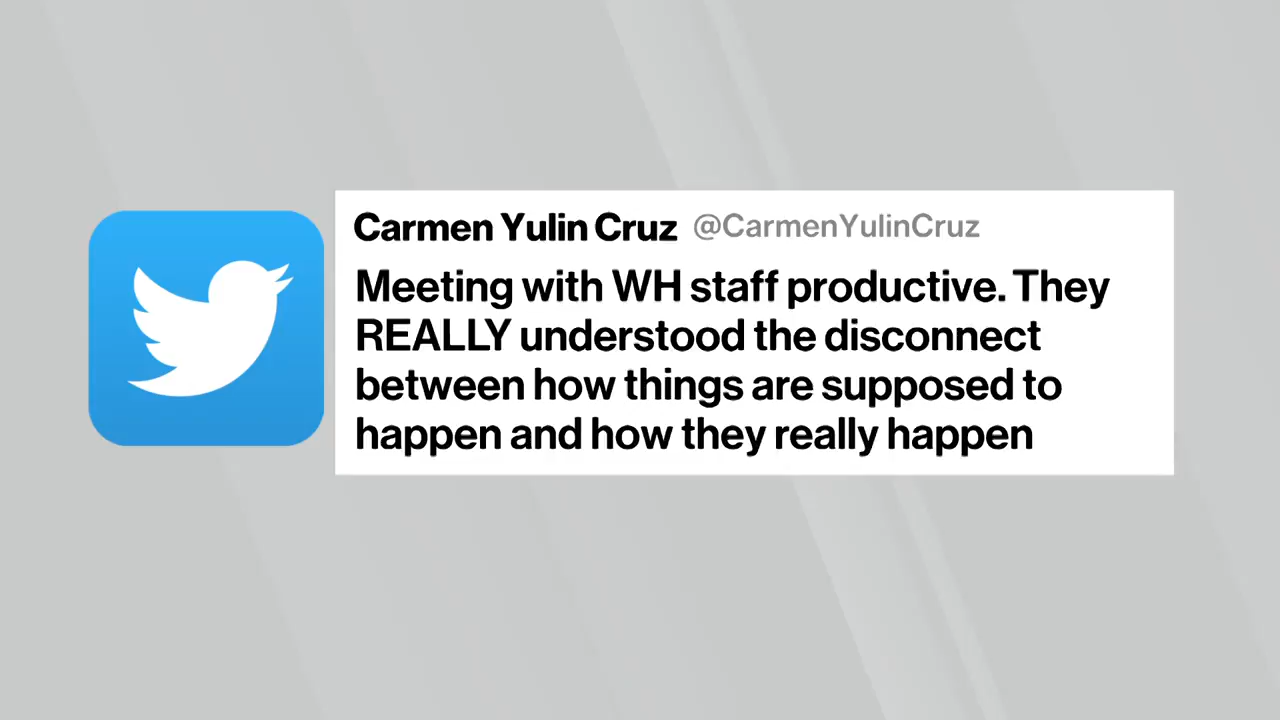 Carmen Yulin Cruz @CarmenYulinCruz
Meeting with WH staff productive. They
REALLY understood the disconnect
between how things are supposed to
happen and how they really happen